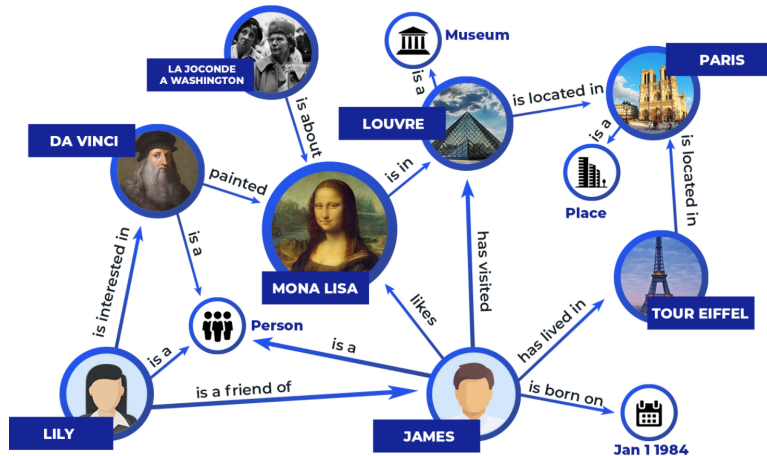 LA JOCONDE
A WASHINGTON
is about
Museum
is a
is located in
PARIS
LOUVRE
is a
DA VINCI
painted
is in
is located in
Place
is interested in
is a
MONA LISA
has visited
TOUR EIFFEL
Person
is a
likes
has lived in
is a
is a friend of
is born on
LILY
JAMES
Jan 1 1984